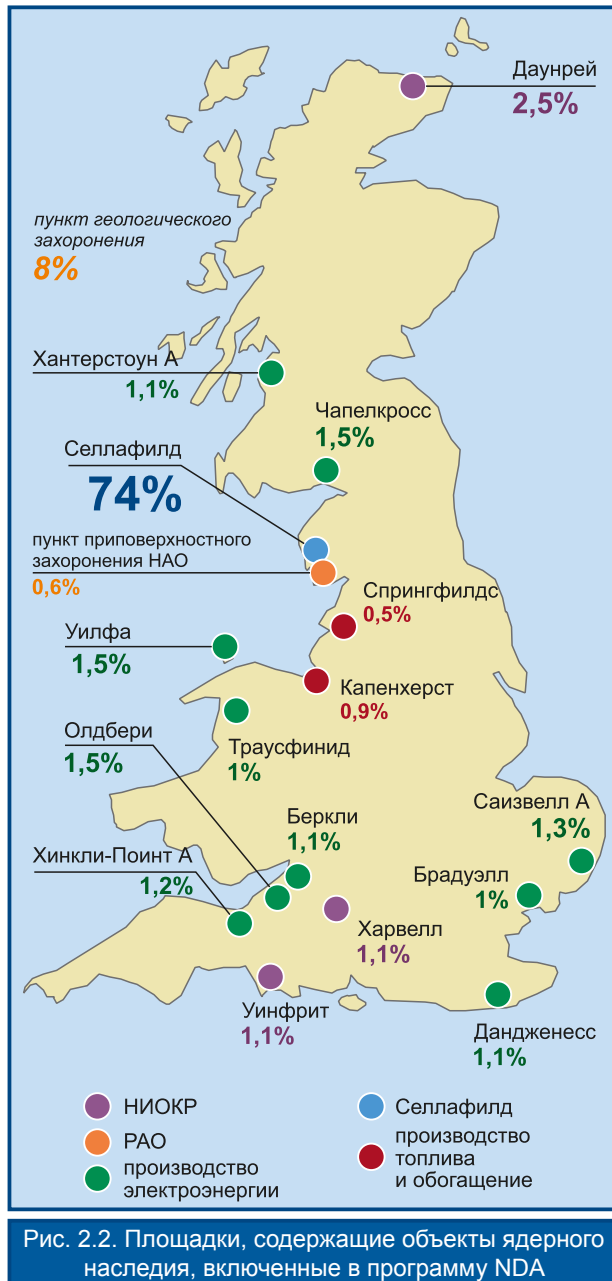 Даунрей
2,5%
пункт геологического
захоронения
8%
Хантерстоун А
1,1%
Чапелкросс
1,5%
Селлафилд
74%
пункт приповерхностного
захоронения НАО
0,6%
Спрингфилдс
0,5%
Уилфа
1,5%
Капенхерст
0,9%
Олдбери
1,5%
Траусфинид
1%
Саизвелл А
1,3%
Беркли
1,1%
Хинкли-Поинт А
1,2%
Брадуэлл
1%
Харвелл
1,1%
Уинфрит
1,1%
Дандженесс
1,1%
НИОКР
РАО
производство
электроэнергии
Селлафилд
производство
топлива
и обогащение
Рис. 2.2. Площадки, содержащие объекты ядерного
наследия, включенные в программу NDA